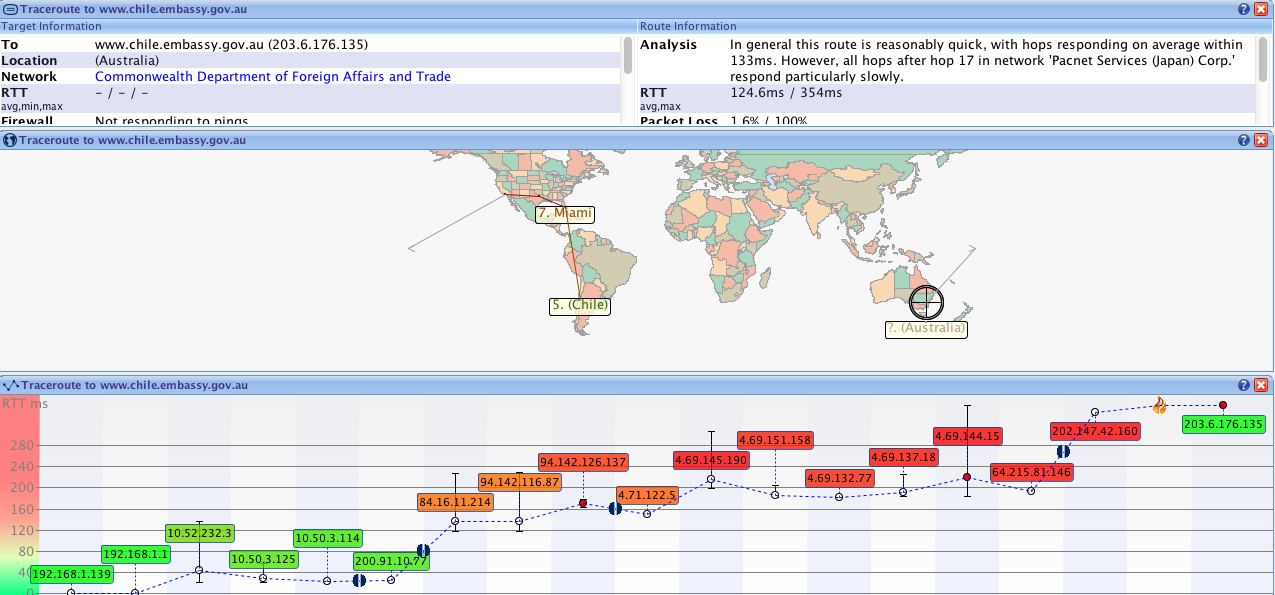 Traceroute to www.chile.embassy.gov.au
Target Information
Route Information
To www.chile.embassy.gov.au (203.6.176.135)
Location (Australia)
Network Commonwealth Department of Foreign Affairs and Trade
RTT - / - / -
avg,min,max
Firewall Not responding to pings
Analysis In general this route is reasonably quick, with hops responding on average within
133ms. However, all hops after hop 17 in network 'Pacnet Services (Japan) Corp.'
respond particularly slowly.
RTT 124.6ms / 354ms
avg,max
Packet Loss 1.6% / 100%
Traceroute to www.chile.embassy.gov.au
7. Miami
5. (Chile)
?. (Australia)
Traceroute to www.chile.embassy.gov.au
RTT ms
280
240
200
160
120
80
40
0
192.168.1.139
192.168.1.1
10.52.232.3
10.50.3.125
10.50.3.114
200.91.10.77
84.16.11.214
94.142.116.87
94.142.126.137
4.71.122.5
4.69.145.190
4.69.151.158
4.69.132.77
4.69.137.18
4.69.144.15
64.215.81.146
202.147.42.160
203.6.176.135